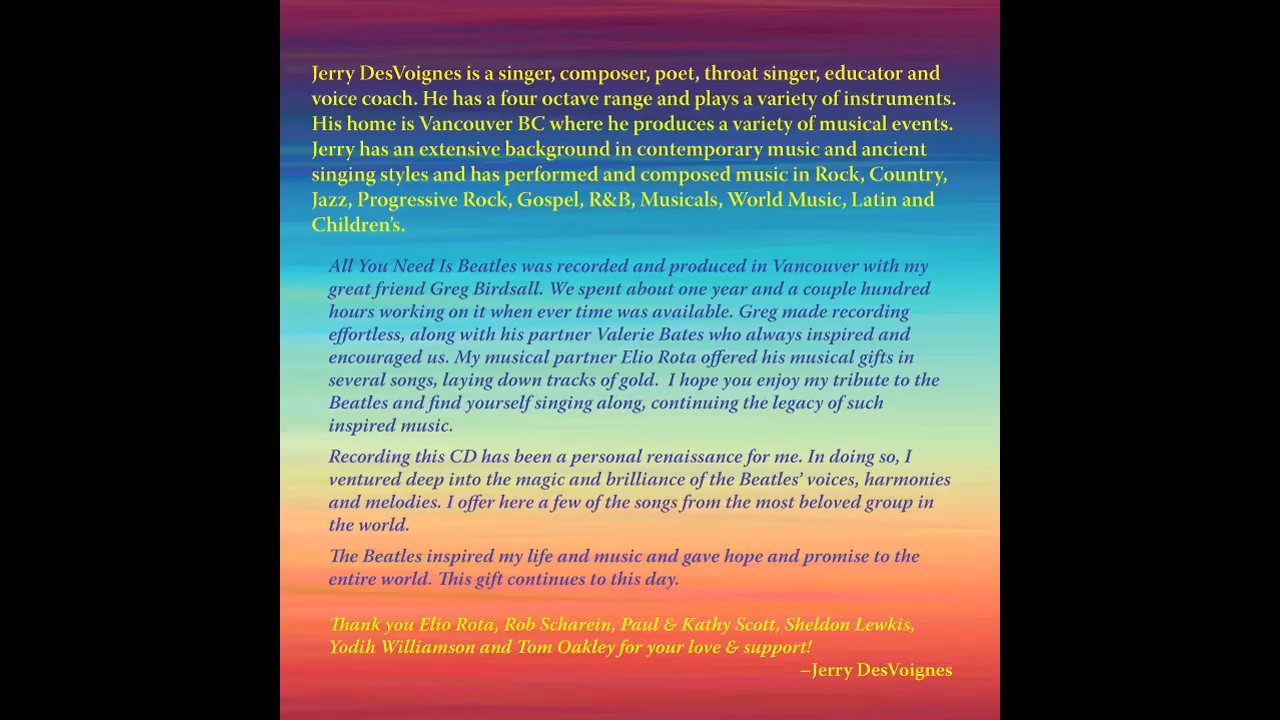 Jerry DesVoignes is a singer, composer, poet, throat singer, educator and
voice coach. He has a four octave range and plays a variety of instruments.
His home is Vancouver BC where he produces a variety of musical events.
Jerry has an extensive background in contemporary music and ancient
singing styles and has performed and composed music in Rock, Country,
Jazz, Progressive Rock, Gospel, R&B, Musicals, World Music, Latin and
Children's.
All You Need Is Beatles was recorded and produced in Vancouver with my
great friend Greg Birdsall. We spent about one year and a couple hundred
hours working on it when ever time was available. Greg made recording
effortless, along with his partner Valerie Bates who always inspired and
encouraged us. My musical partner Elio Rota offered his musical gifts in
several songs, laying down tracks of gold.  I hope you enjoy my tribute to the
Beatles and find yourself singing along, continuing the legacy of such
inspired music.
Recording this CD has been a personal renaissance for me. In doing so, I
ventured deep into the magic and brilliance of the Beatles' voices, harmonies
and melodies. I offer here a few of the songs from the most beloved group in
the world.
The Beatles inspired my life and music and gave hope and promise to the
entire world. This gift continues to this day.
Thank you Elio Rota, Rob Scharein, Paul & Kathy Scott, Sheldon Lewkis,
Yodih Williamson and Tom Oakley for your love & support!
–Jerry DesVoignes